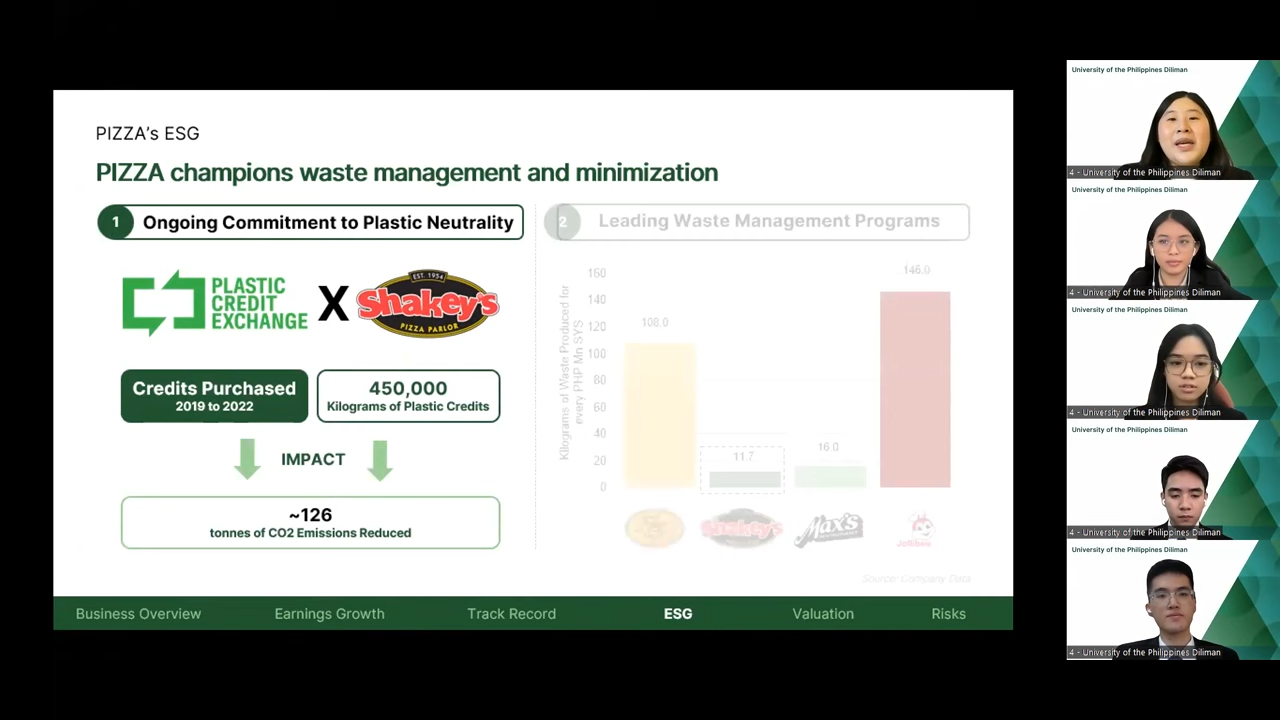 PIZZA's ESG
PIZZA champions waste management and minimization
1 Ongoing Commitment to Plastic Neutrality
PLASTIC
CREDIT
EXCHANGE
X
EST. 1954
Shakey's
PIZZA PARLOR
Credits Purchased
2019 to 2022
450,000
Kilograms of Plastic Credits
IMPACT
~126
tonnes of CO2 Emissions Reduced
2 Leading Waste Management Programs
Kilograms of Waste Produced for
every PHP Mn SYS
160
140
120
100
80
60
40
20
0
108.0
11.7
16.0
146.0
Shakey's
Max's
Jollibee
Source: Company Data
Business Overview
Earnings Growth
Track Record
ESG
Valuation
Risks
University of the Philippines Diliman
4 - University of the Philippines Diliman
University of the Philippines Diliman
4 - University of the Philippines Diliman
University of the Philippines Diliman
4 - University of the Philippines Diliman
University of the Philippines Diliman
4 - University of the Philippines Diliman
University of the Philippines Diliman
4 - University of the Philippines Diliman